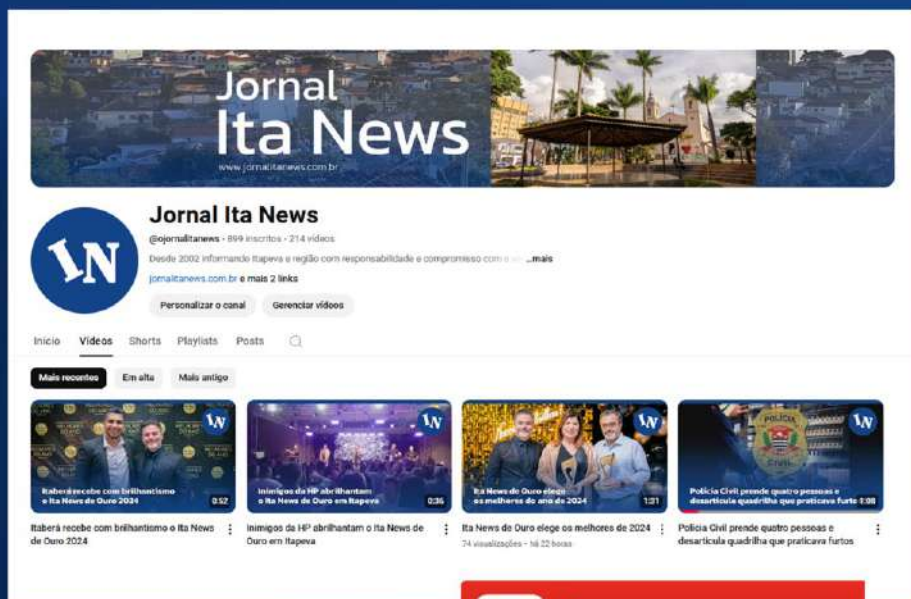 Jornal
Ita News
www.jornalitanews.com.br
IN
Jornal Ita News
@ojornalitanews • 899 inscritos • 214 vídeos
Desde 2002 informando Itapeva e região com responsabilidade e compromisso com ...mais
jornalitanews.com.br e mais 2 links
Personalizar o canal Gerenciar vídeos
Início Vídeos Shorts Playlists Posts
Mais recentes Em alta Mais antigo
IN
Itaberá recebe com brilhantismo
o Ita News de Ouro 2024
0:52
IN
Inimigos da HP abrilhantam
o Ita News de Ouro em Itapeva
0:36
IN
Ita News de Ouro elege
os melhores do ano de 2024
1:31
IN
POLÍCIA
CIVIL
Polícia Civil prende quatro pessoas e
desarticula quadrilha que praticava furtos
1:08
Itaberá recebe com brilhantismo o Ita News
de Ouro 2024
Inimigos da HP abrilhantam o Ita News de
Ouro em Itapeva
Ita News de Ouro elege os melhores de 2024
74 visualizações • há 22 horas
Polícia Civil prende quatro pessoas e
desarticula quadrilha que praticava furtos